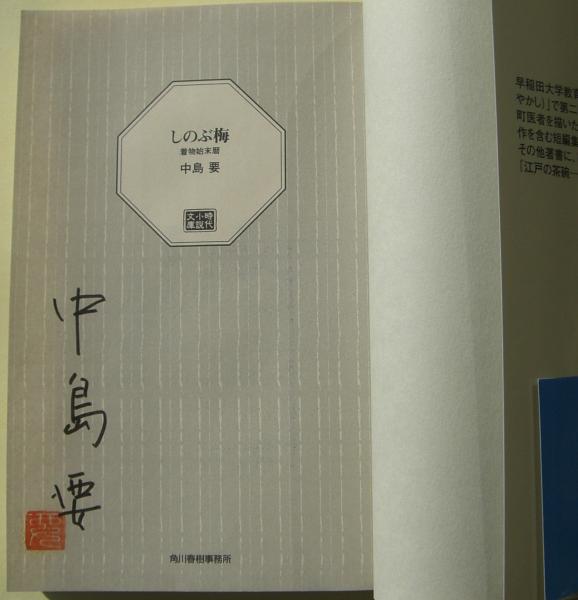 しのぶ梅
着物始末暦
中島 要
時代
小説
文庫
中島要
角川春樹事務所
早稲田大学教育
やかし)」で第二
町医者を描いた
作を含む短編集
その他著書に、
「江戸の茶碗―